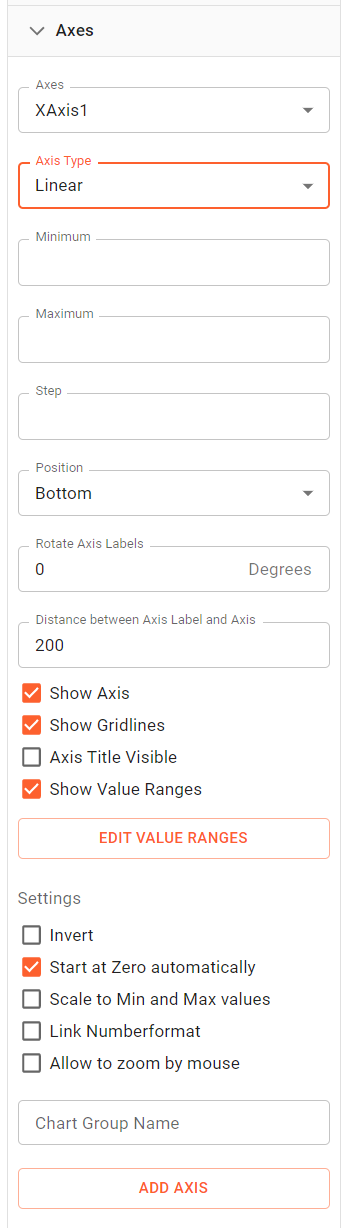 Axes
Axes
XAxis1
Axis Type
Linear
Minimum
Maximum
Step
Position
Bottom
Rotate Axis Labels
0 Degrees
Distance between Axis Label and Axis
200
Show Axis
Show Gridlines
Axis Title Visible
Show Value Ranges
EDIT VALUE RANGES
Settings
Invert
Start at Zero automatically
Scale to Min and Max values
Link Numberformat
Allow to zoom by mouse
Chart Group Name
ADD AXIS